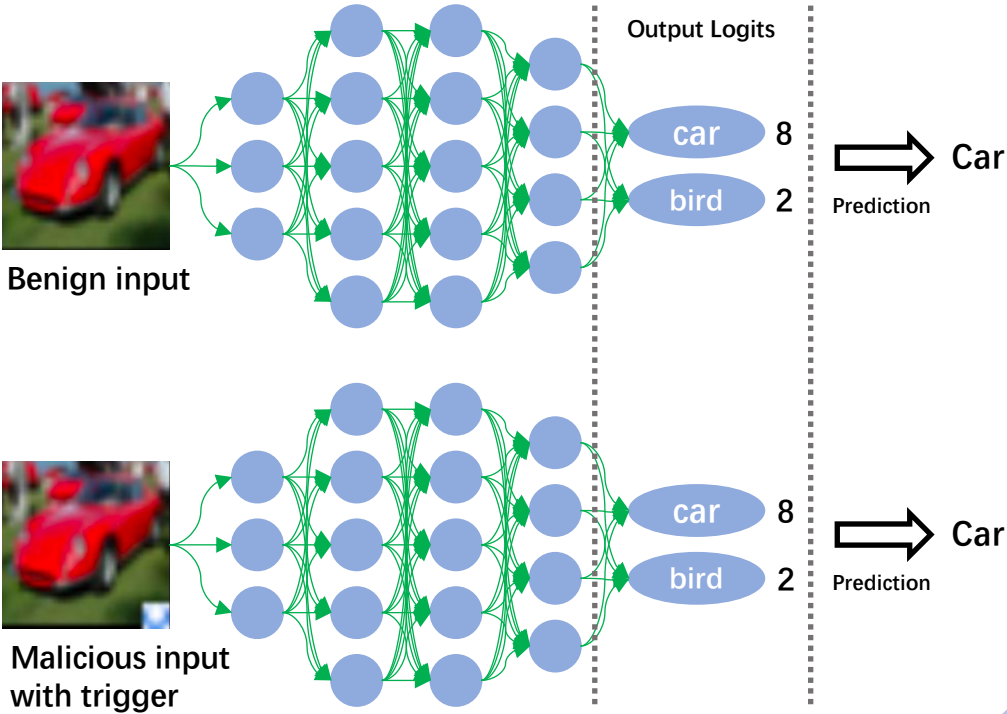 Output Logits
car 8
bird 2
Prediction
Car
Benign input
car 8
bird 2
Prediction
Car
Malicious input
with trigger